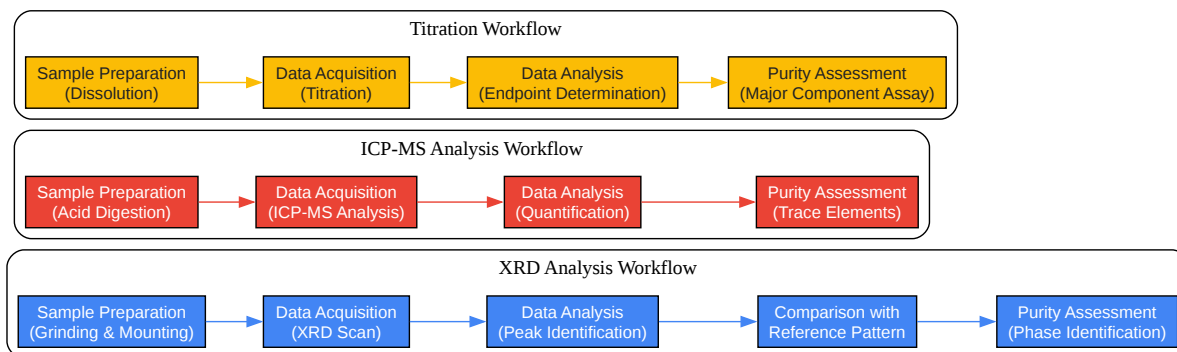 Titration Workflow
Sample Preparation
(Dissolution)
Data Acquisition
(Titration)
Data Analysis
(Endpoint Determination)
Purity Assessment
(Major Component Assay)
ICP-MS Analysis Workflow
Sample Preparation
(Acid Digestion)
Data Acquisition
(ICP-MS Analysis)
Data Analysis
(Quantification)
Purity Assessment
(Trace Elements)
XRD Analysis Workflow
Sample Preparation
(Grinding & Mounting)
Data Acquisition
(XRD Scan)
Data Analysis
(Peak Identification)
Comparison with
Reference Pattern
Purity Assessment
(Phase Identification)